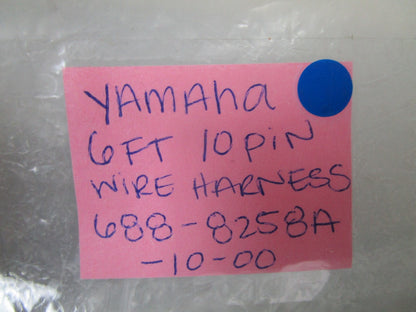 YAMAHA
6FT 10PIN
WIRE HARNESS
688-8258A
-10-00